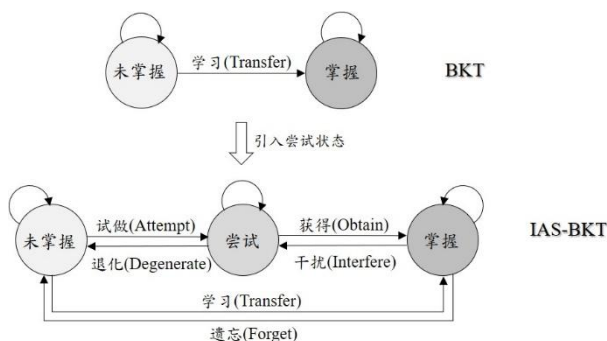 未掌握
学习(Transfer)
掌握
BKT
引入尝试状态
未掌握
试做(Attempt)
退化(Degenerate)
尝试
获得(Obtain)
干扰(Interfere)
掌握
IAS-BKT
学习(Transfer)
遗忘(Forget)